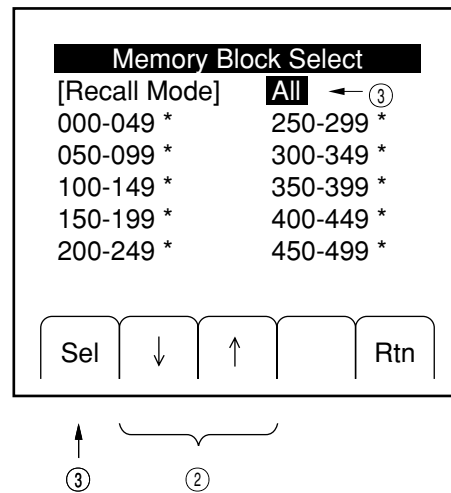 Memory Block Select
[Recall Mode] All ← ③
000-049 * 250-299 *
050-099 * 300-349 *
100-149 * 350-399 *
150-199 * 400-449 *
200-249 * 450-499 *
Sel ↓ ↑ Rtn
③ ②